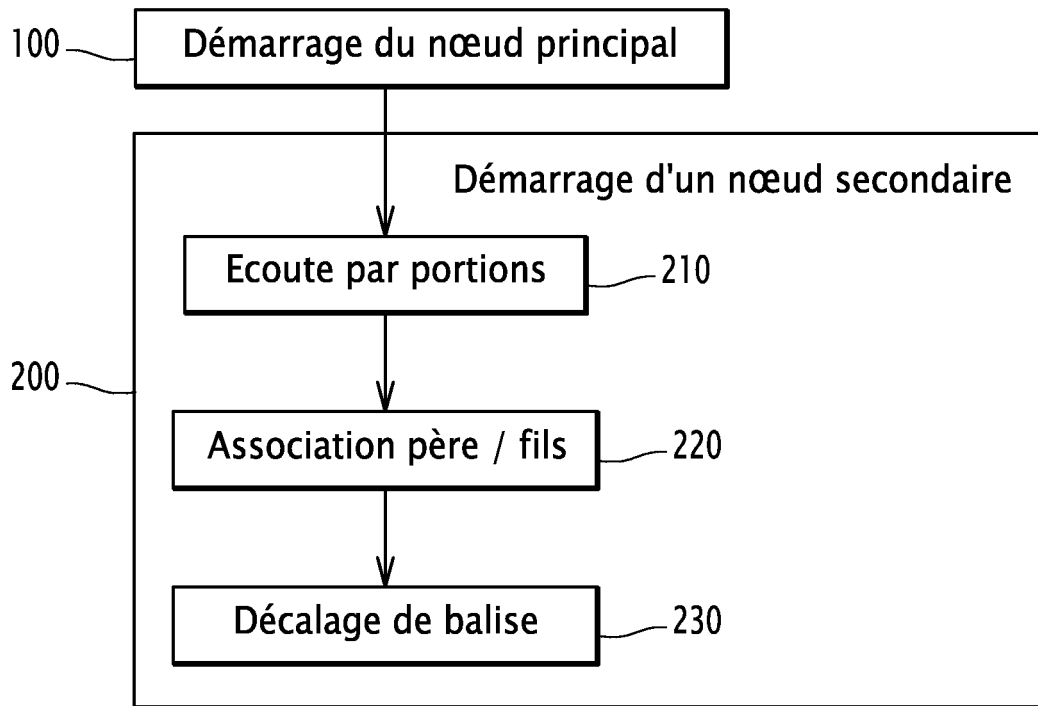 100 Démarrage du nœud principal
Démarrage d'un nœud secondaire
Ecoute par portions 210
200
Association père / fils 220
Décalage de balise 230